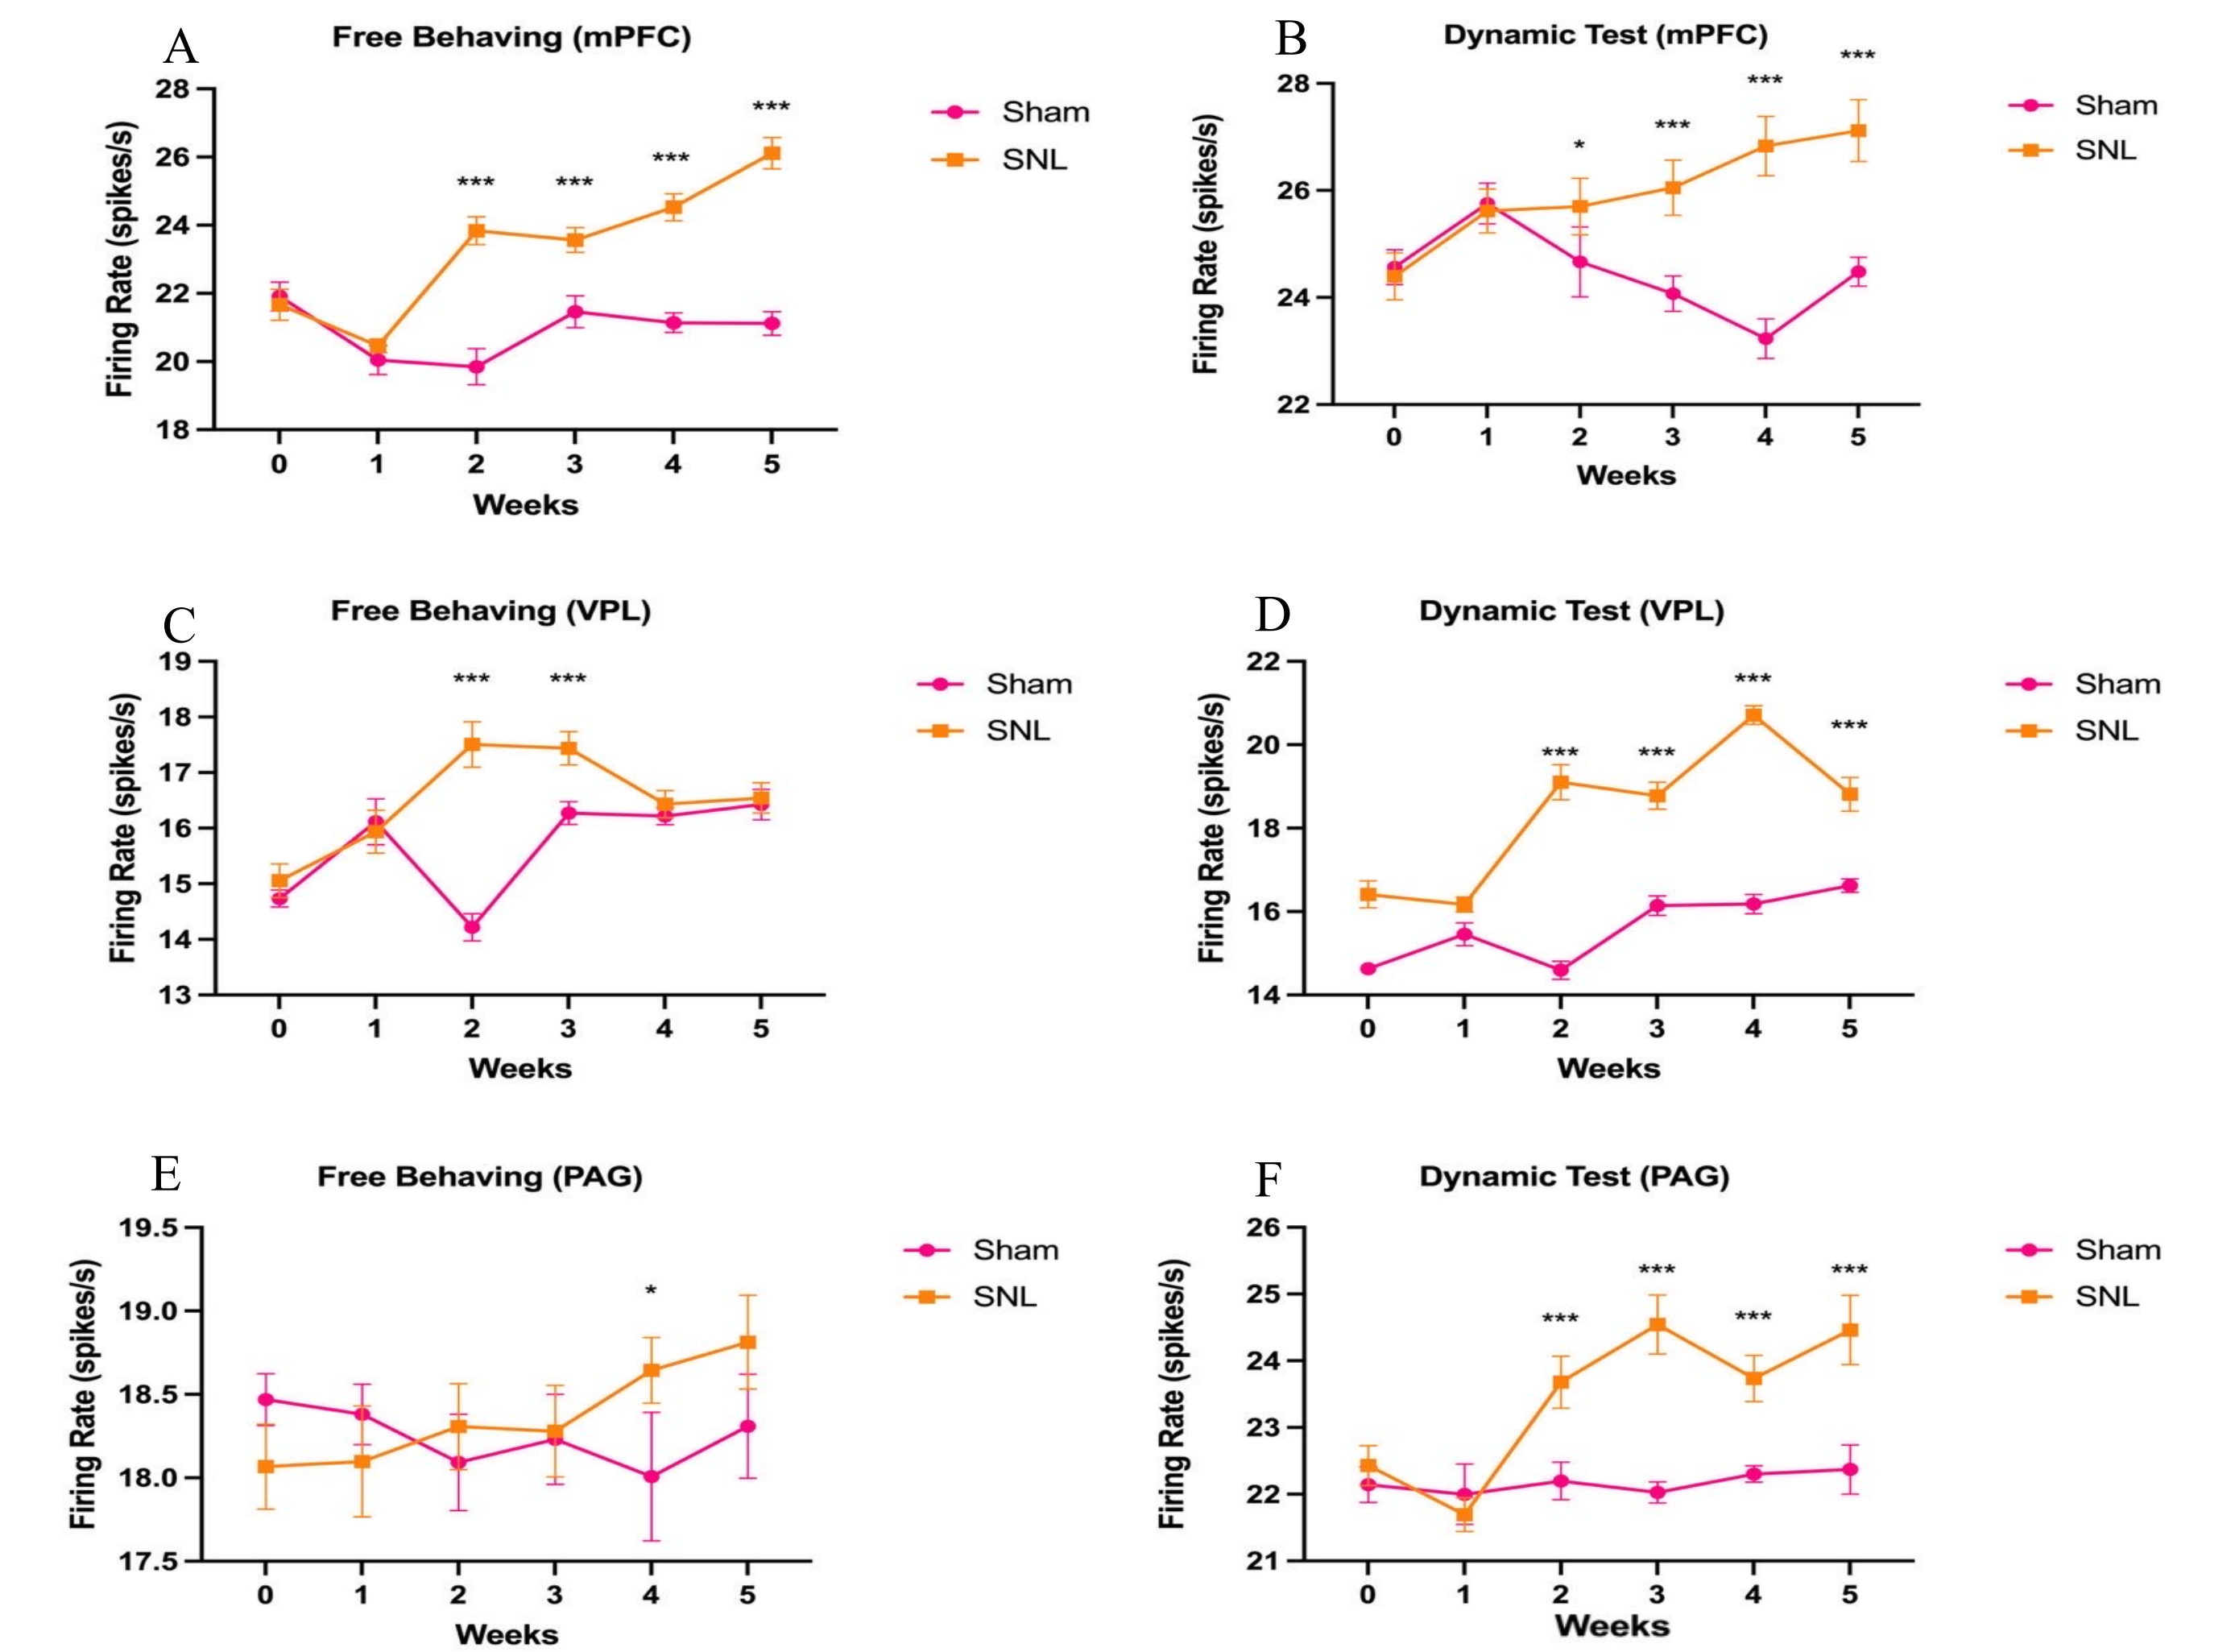 A
Free Behaving (mPFC)
Firing Rate (spikes/s)
28
26
24
22
20
18
*** *** *** ***
0 1 2 3 4 5
Weeks
Sham
SNL
B
Dynamic Test (mPFC)
Firing Rate (spikes/s)
28
26
24
22
* *** *** ***
0 1 2 3 4 5
Weeks
Sham
SNL
C
Free Behaving (VPL)
Firing Rate (spikes/s)
19
18
17
16
15
14
13
*** ***
0 1 2 3 4 5
Weeks
Sham
SNL
D
Dynamic Test (VPL)
Firing Rate (spikes/s)
22
20
18
16
14
*** *** *** ***
0 1 2 3 4 5
Weeks
Sham
SNL
E
Free Behaving (PAG)
Firing Rate (spikes/s)
19.5
19.0
18.5
18.0
17.5
*
0 1 2 3 4 5
Weeks
Sham
SNL
F
Dynamic Test (PAG)
Firing Rate (spikes/s)
26
25
24
23
22
21
*** *** *** ***
0 1 2 3 4 5
Weeks
Sham
SNL